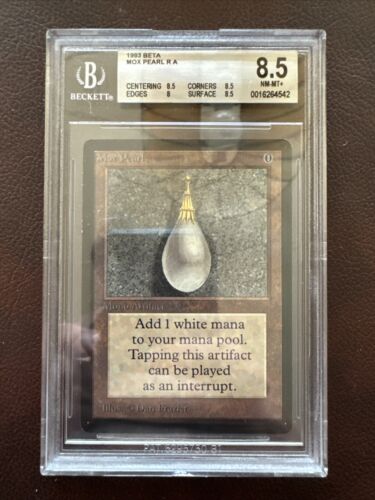 1993 BETA
MOX PEARL R A
BECKETT®
CENTERING 8.5 CORNERS 8.5
EDGES 8 SURFACE 8.5
8.5
NM-MT+
0016264542
Mox Pearl
0
Mono Artifact
Add 1 white mana
to your mana pool.
Tapping this artifact
can be played
as an interrupt.
Illus. © Dan Frazier